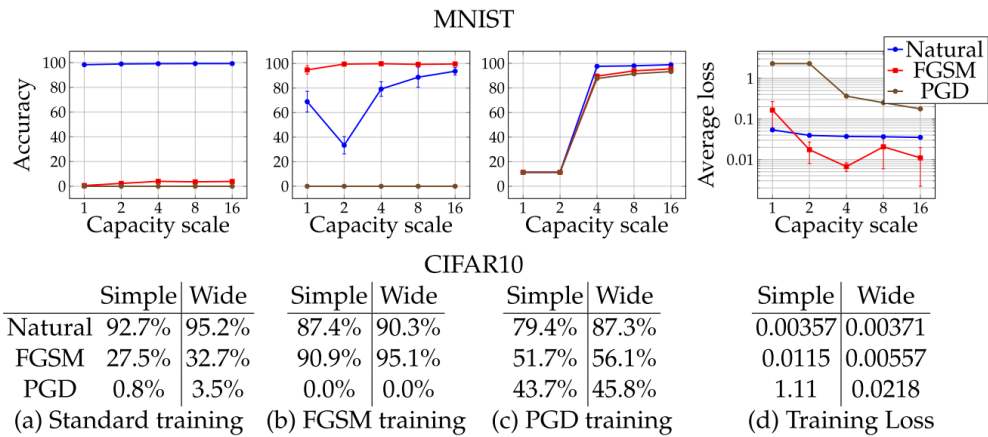 MNIST
Accuracy
100
80
60
40
20
0
1 2 4 8 16
Capacity scale
100
80
60
40
20
0
1 2 4 8 16
Capacity scale
100
80
60
40
20
0
1 2 4 8 16
Capacity scale
Average loss
1
0.1
0.01
1 2 4 8 16
Capacity scale
Natural
FGSM
PGD
CIFAR10
Simple Wide Simple Wide Simple Wide Simple Wide
Natural 92.7% 95.2% 87.4% 90.3% 79.4% 87.3% 0.00357 0.00371
FGSM 27.5% 32.7% 90.9% 95.1% 51.7% 56.1% 0.0115 0.00557
PGD 0.8% 3.5% 0.0% 0.0% 43.7% 45.8% 1.11 0.0218
(a) Standard training (b) FGSM training (c) PGD training (d) Training Loss